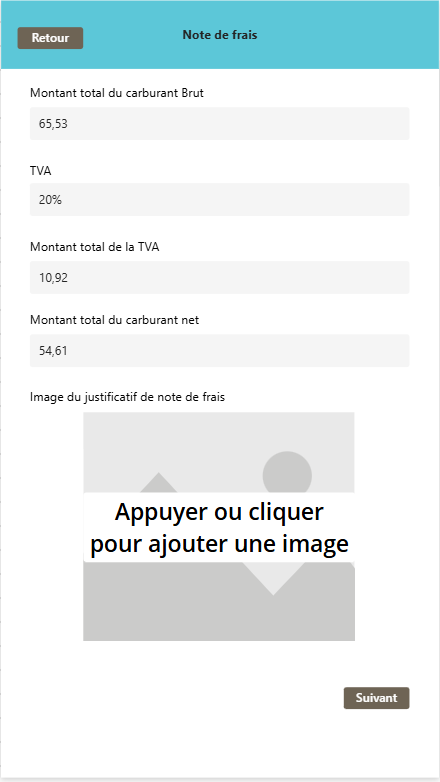 Retour
Note de frais
Montant total du carburant Brut
65,53
TVA
20%
Montant total de la TVA
10,92
Montant total du carburant net
54,61
Image du justificatif de note de frais
Appuyer ou cliquer
pour ajouter une image
Suivant